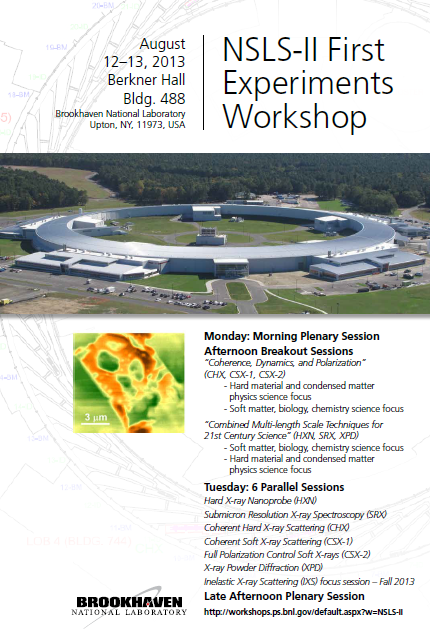 August
12–13, 2013
Berkner Hall
Bldg. 488
Brookhaven National Laboratory
Upton, NY, 11973, USA
NSLS-II First
Experiments
Workshop
3 µm
Monday: Morning Plenary Session
Afternoon Breakout Sessions
“Coherence, Dynamics, and Polarization”
(CHX, CSX-1, CSX-2)
- Hard material and condensed matter
physics science focus
- Soft matter, biology, chemistry science focus
“Combined Multi-length Scale Techniques for
21st Century Science” (HXN, SRX, XPD)
- Soft matter, biology, chemistry science focus
- Hard material and condensed matter
physics science focus
Tuesday: 6 Parallel Sessions
Hard X-ray Nanoprobe (HXN)
Submicron Resolution X-ray Spectroscopy (SRX)
Coherent Hard X-ray Scattering (CHX)
Coherent Soft X-ray Scattering (CSX-1)
Full Polarization Control Soft X-rays (CSX-2)
X-ray Powder Diffraction (XPD)
Inelastic X-ray Scattering (IXS) focus session – Fall 2013
Late Afternoon Plenary Session
http://workshops.ps.bnl.gov/default.aspx?w=NSLS-II
BROOKHAVEN
NATIONAL LABORATORY